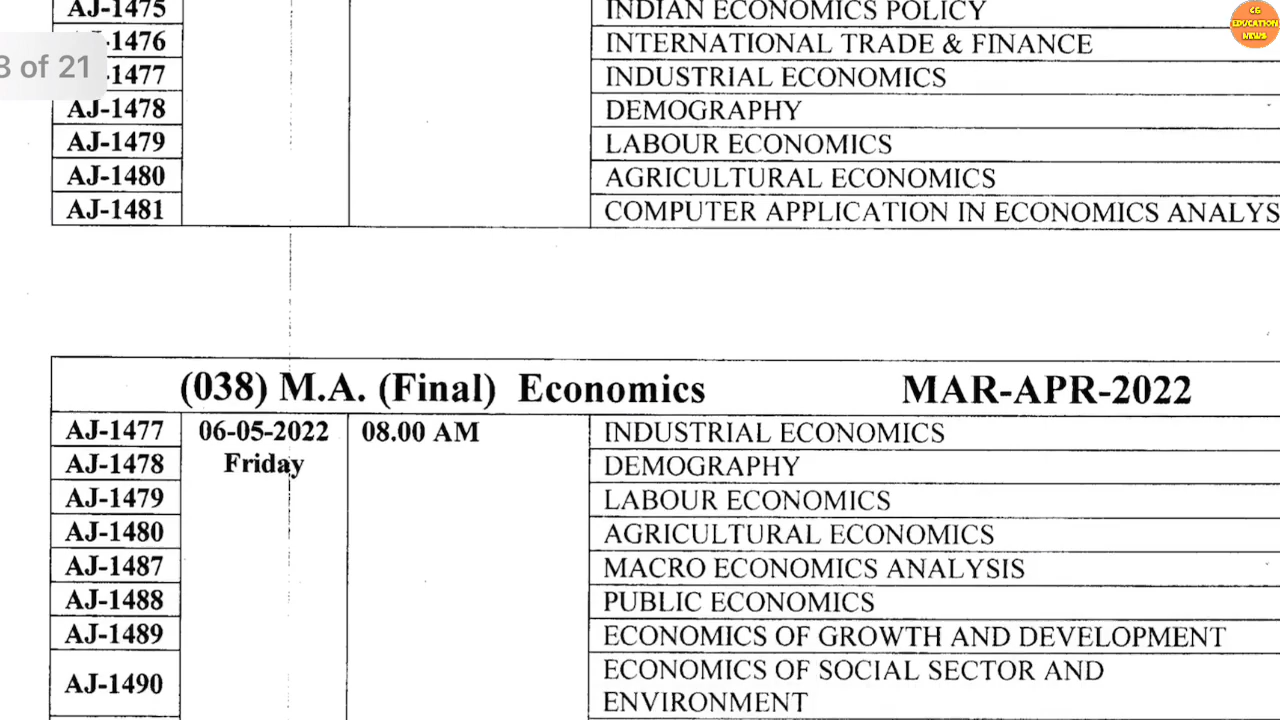 AJ-1475 INDIAN ECONOMICS POLICY
CG
EDUCATION
NEWS
-1476 INTERNATIONAL TRADE & FINANCE
3 of 21
-1477 INDUSTRIAL ECONOMICS
AJ-1478 DEMOGRAPHY
AJ-1479 LABOUR ECONOMICS
AJ-1480 AGRICULTURAL ECONOMICS
AJ-1481 COMPUTER APPLICATION IN ECONOMICS ANALYS
(038) M.A. (Final) Economics MAR-APR-2022
AJ-1477 06-05-2022 08.00 AM INDUSTRIAL ECONOMICS
AJ-1478 Friday DEMOGRAPHY
AJ-1479 LABOUR ECONOMICS
AJ-1480 AGRICULTURAL ECONOMICS
AJ-1487 MACRO ECONOMICS ANALYSIS
AJ-1488 PUBLIC ECONOMICS
AJ-1489 ECONOMICS OF GROWTH AND DEVELOPMENT
AJ-1490 ECONOMICS OF SOCIAL SECTOR AND
ENVIRONMENT